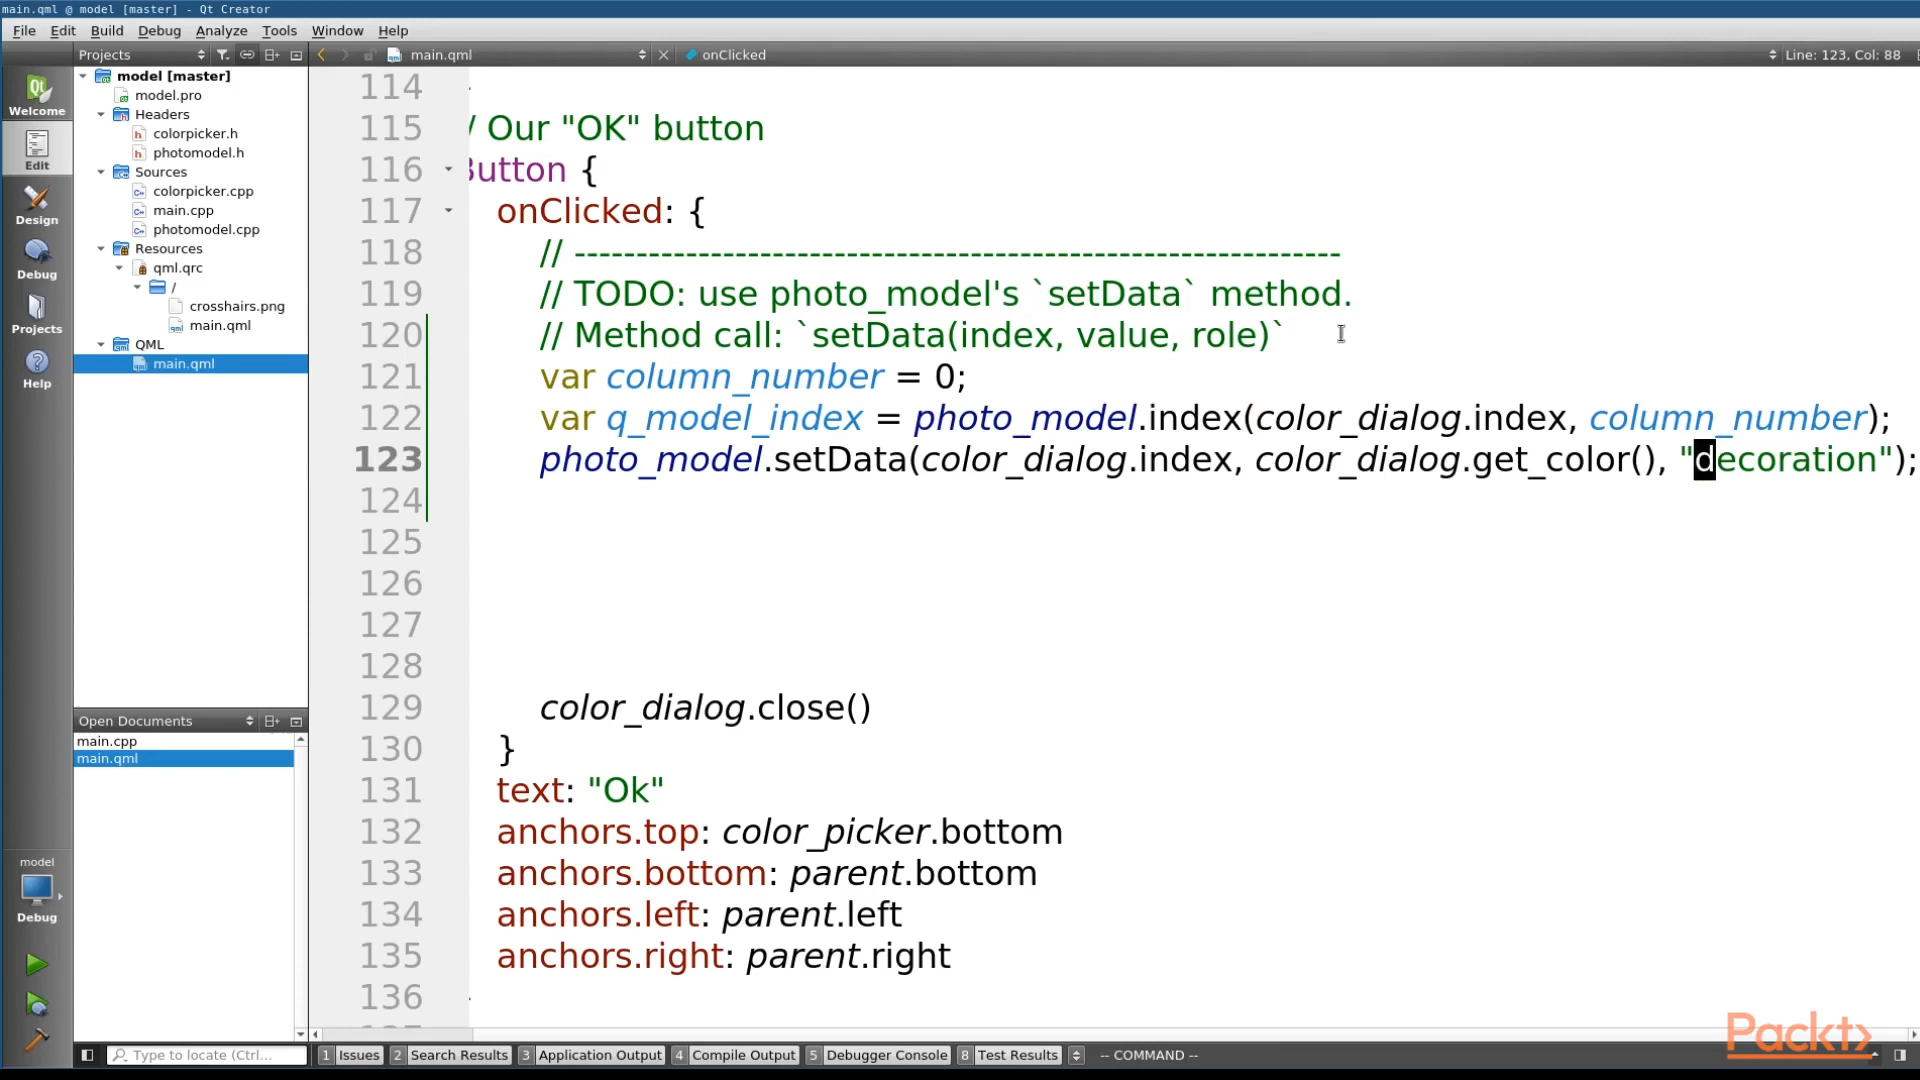 main.qml @ model [master] - Qt Creator
File Edit Build Debug Analyze Tools Window Help
Projects main.qml onClicked Line: 123, Col: 88
Welcome
Edit
Design
Debug
Projects
Help
model [master]
model.pro
Headers
colorpicker.h
photomodel.h
Sources
colorpicker.cpp
main.cpp
photomodel.cpp
Resources
qml.qrc
/
crosshairs.png
main.qml
QML
main.qml
Open Documents
main.cpp
main.qml
model
Debug
114
115 / Our "OK" button
116 Button {
117 onClicked: {
118 // --------------------------------------------------------
119 // TODO: use photo_model's `setData` method.
120 // Method call: `setData(index, value, role)`
121 var column_number = 0;
122 var q_model_index = photo_model.index(color_dialog.index, column_number);
123 photo_model.setData(color_dialog.index, color_dialog.get_color(), "decoration");
124
125
126
127
128
129 color_dialog.close()
130 }
131 text: "Ok"
132 anchors.top: color_picker.bottom
133 anchors.bottom: parent.bottom
134 anchors.left: parent.left
135 anchors.right: parent.right
136
Packt>
Type to locate (Ctrl... 1 Issues 2 Search Results 3 Application Output 4 Compile Output 5 Debugger Console 8 Test Results -- COMMAND --